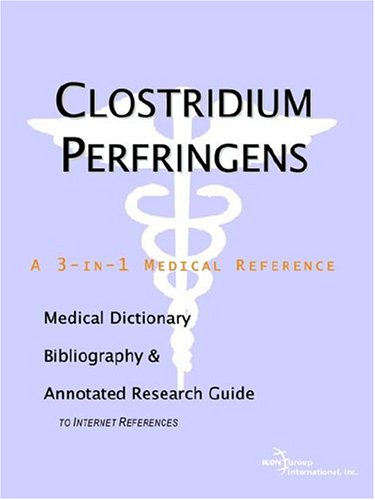 CLOSTRIDIUM
PERFRINGENS
A 3-IN-1 MEDICAL REFERENCE
Medical Dictionary
Bibliography &
Annotated Research Guide
TO INTERNET REFERENCES
ICON Group
International, Inc.